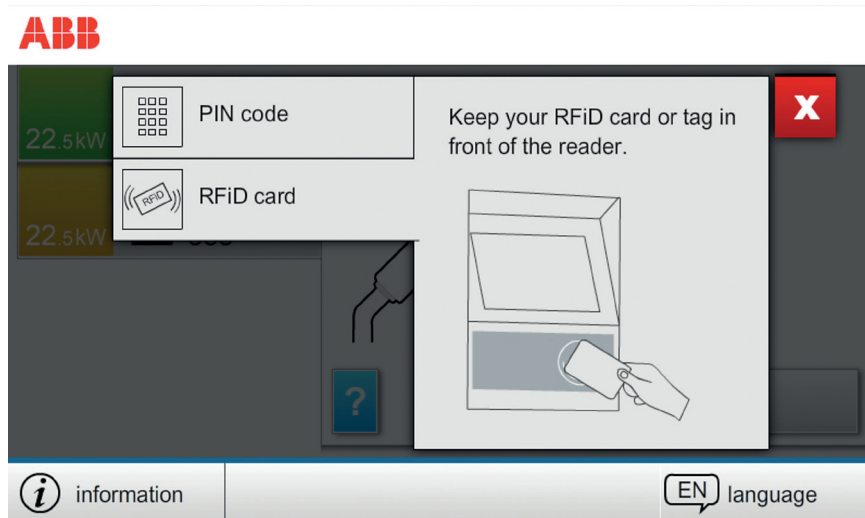 ABB
PIN code
22.5kW
RFiD card
RFiD
22.5kW
Keep your RFiD card or tag in
front of the reader.
X
?
i information
EN language